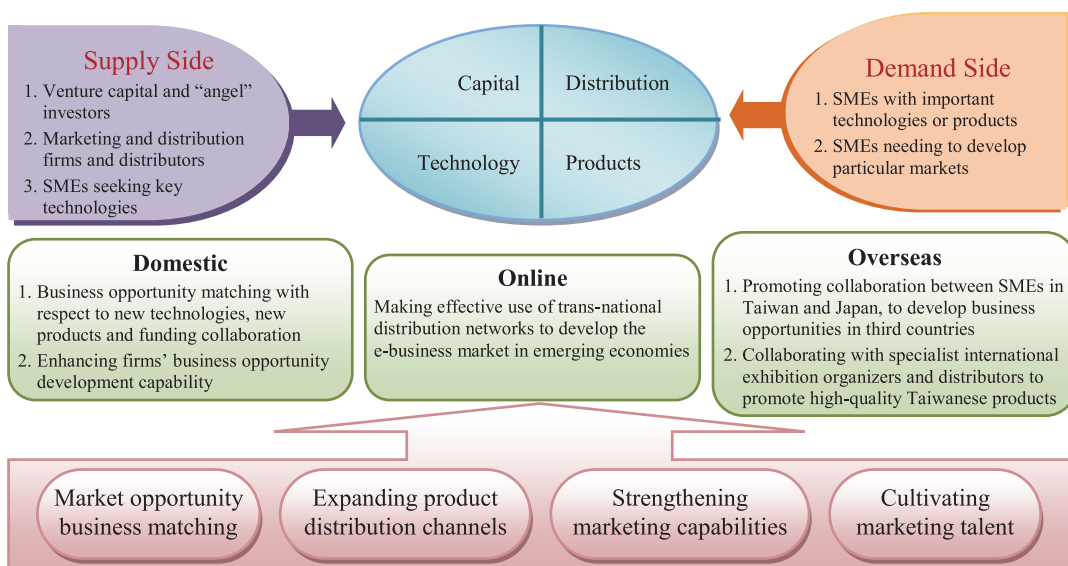 Supply Side
1. Venture capital and “angel”
investors
2. Marketing and distribution
firms and distributors
3. SMEs seeking key
technologies
Capital
Distribution
Technology
Products
Demand Side
1. SMEs with important
technologies or products
2. SMEs needing to develop
particular markets
Domestic
1. Business opportunity matching with
respect to new technologies, new
products and funding collaboration
2. Enhancing firms’ business opportunity
development capability
Online
Making effective use of trans-national
distribution networks to develop the
e-business market in emerging economies
Overseas
1. Promoting collaboration between SMEs in
Taiwan and Japan, to develop business
opportunities in third countries
2. Collaborating with specialist international
exhibition organizers and distributors to
promote high-quality Taiwanese products
Market opportunity
business matching
Expanding product
distribution channels
Strengthening
marketing capabilities
Cultivating
marketing talent